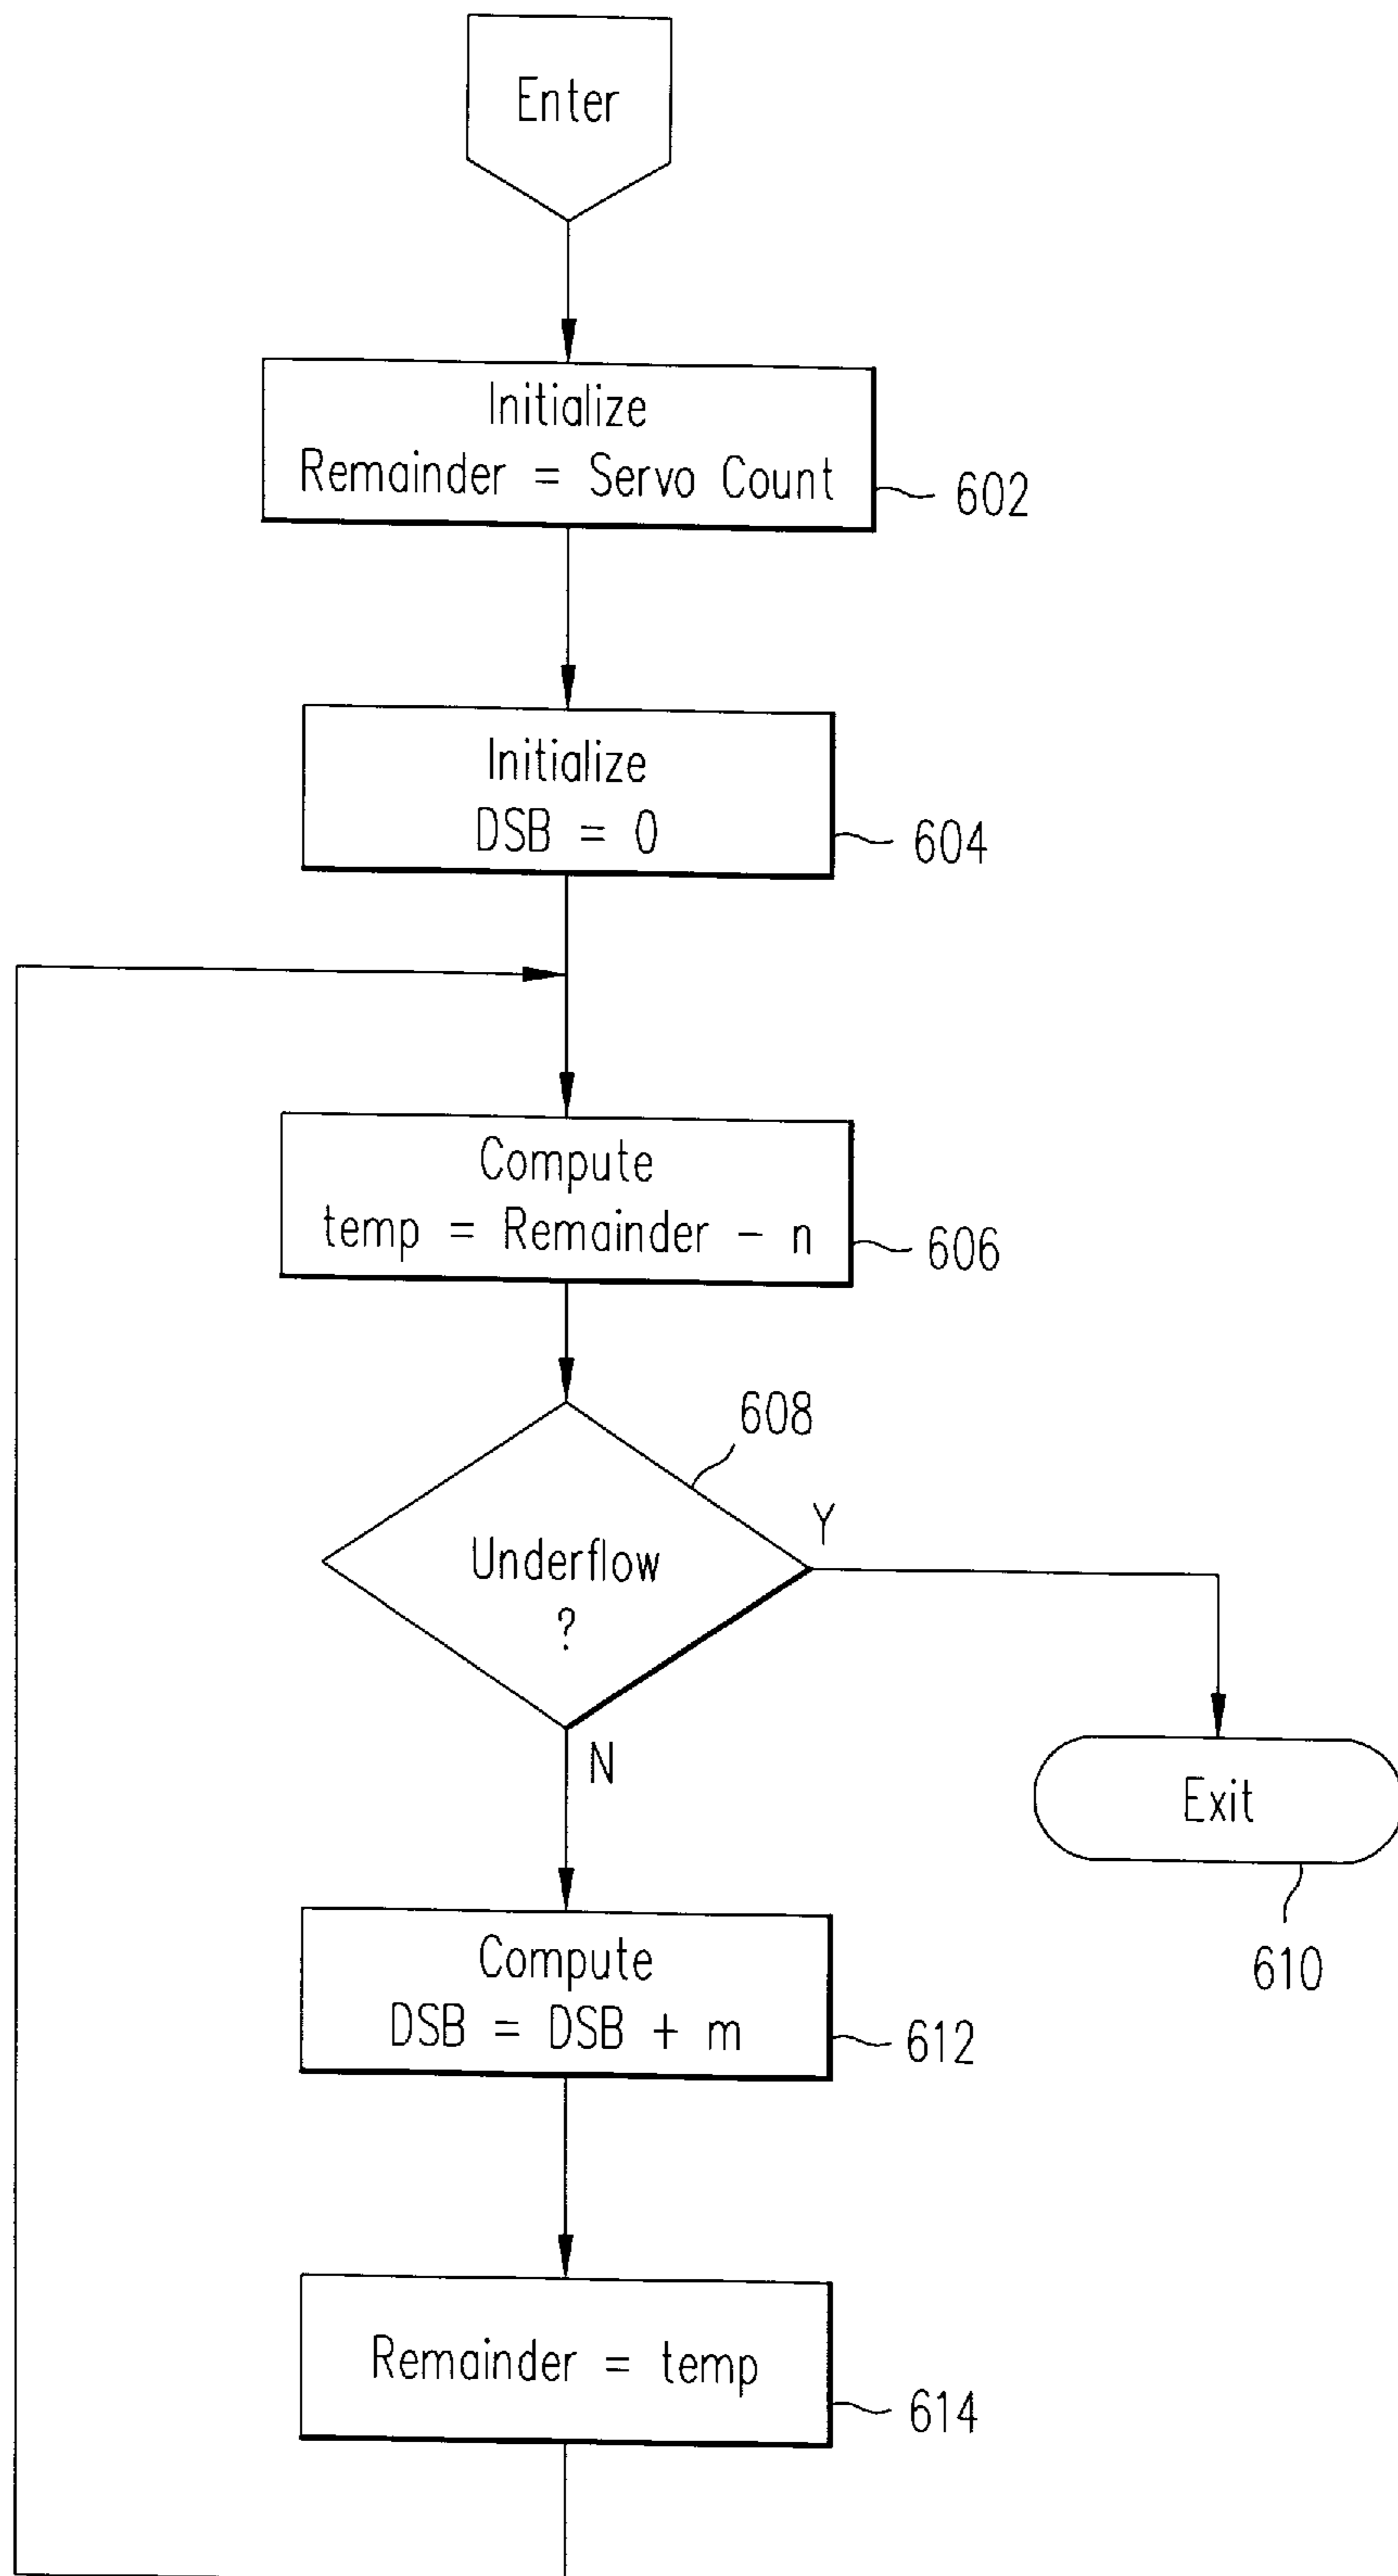 Enter
Initialize
Remainder = Servo Count
602
Initialize
DSB = 0
604
Compute
temp = Remainder - n
606
608
Underflow
?
Y
N
Exit
610
Compute
DSB = DSB + m
612
Remainder = temp
614